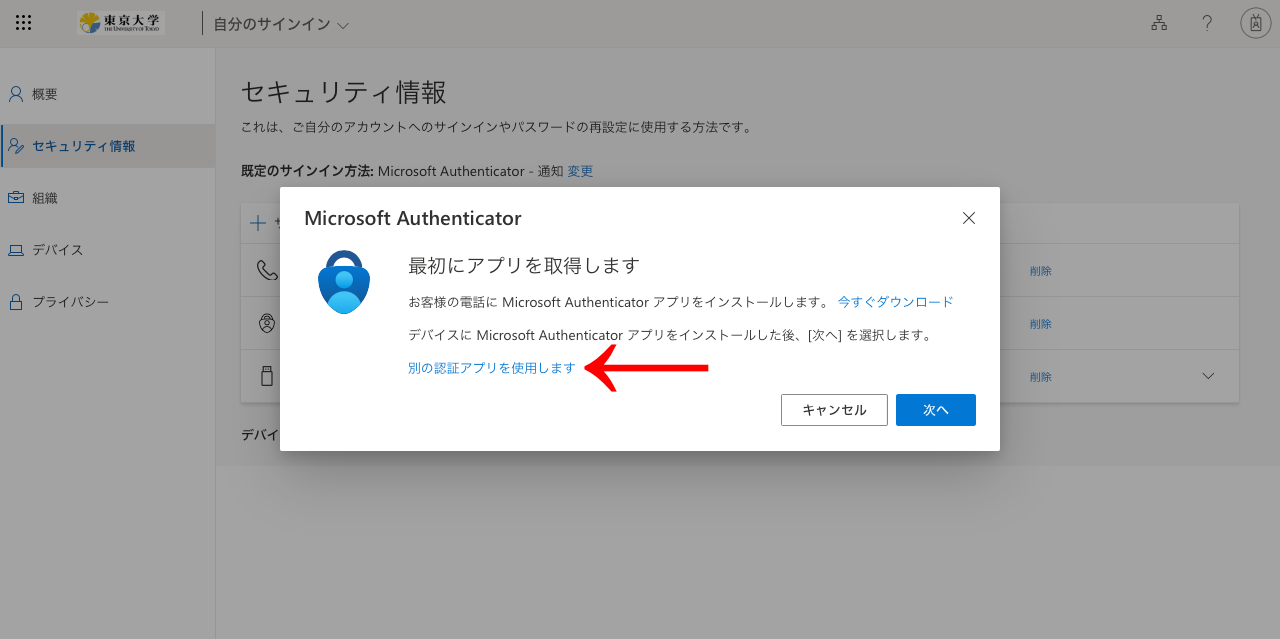 東京大学
THE UNIVERSITY OF TOKYO
自分のサインイン
概要
セキュリティ情報
組織
デバイス
プライバシー
セキュリティ情報
これは、ご自分のアカウントへのサインインやパスワードの再設定に使用する方法です。
既定のサインイン方法: Microsoft Authenticator - 通知 変更
Microsoft Authenticator
最初にアプリを取得します
お客様の電話に Microsoft Authenticator アプリをインストールします。 今すぐダウンロード
デバイスに Microsoft Authenticator アプリをインストールした後、[次へ] を選択します。
別の認証アプリを使用します
キャンセル
次へ
削除
削除
削除
デバイ